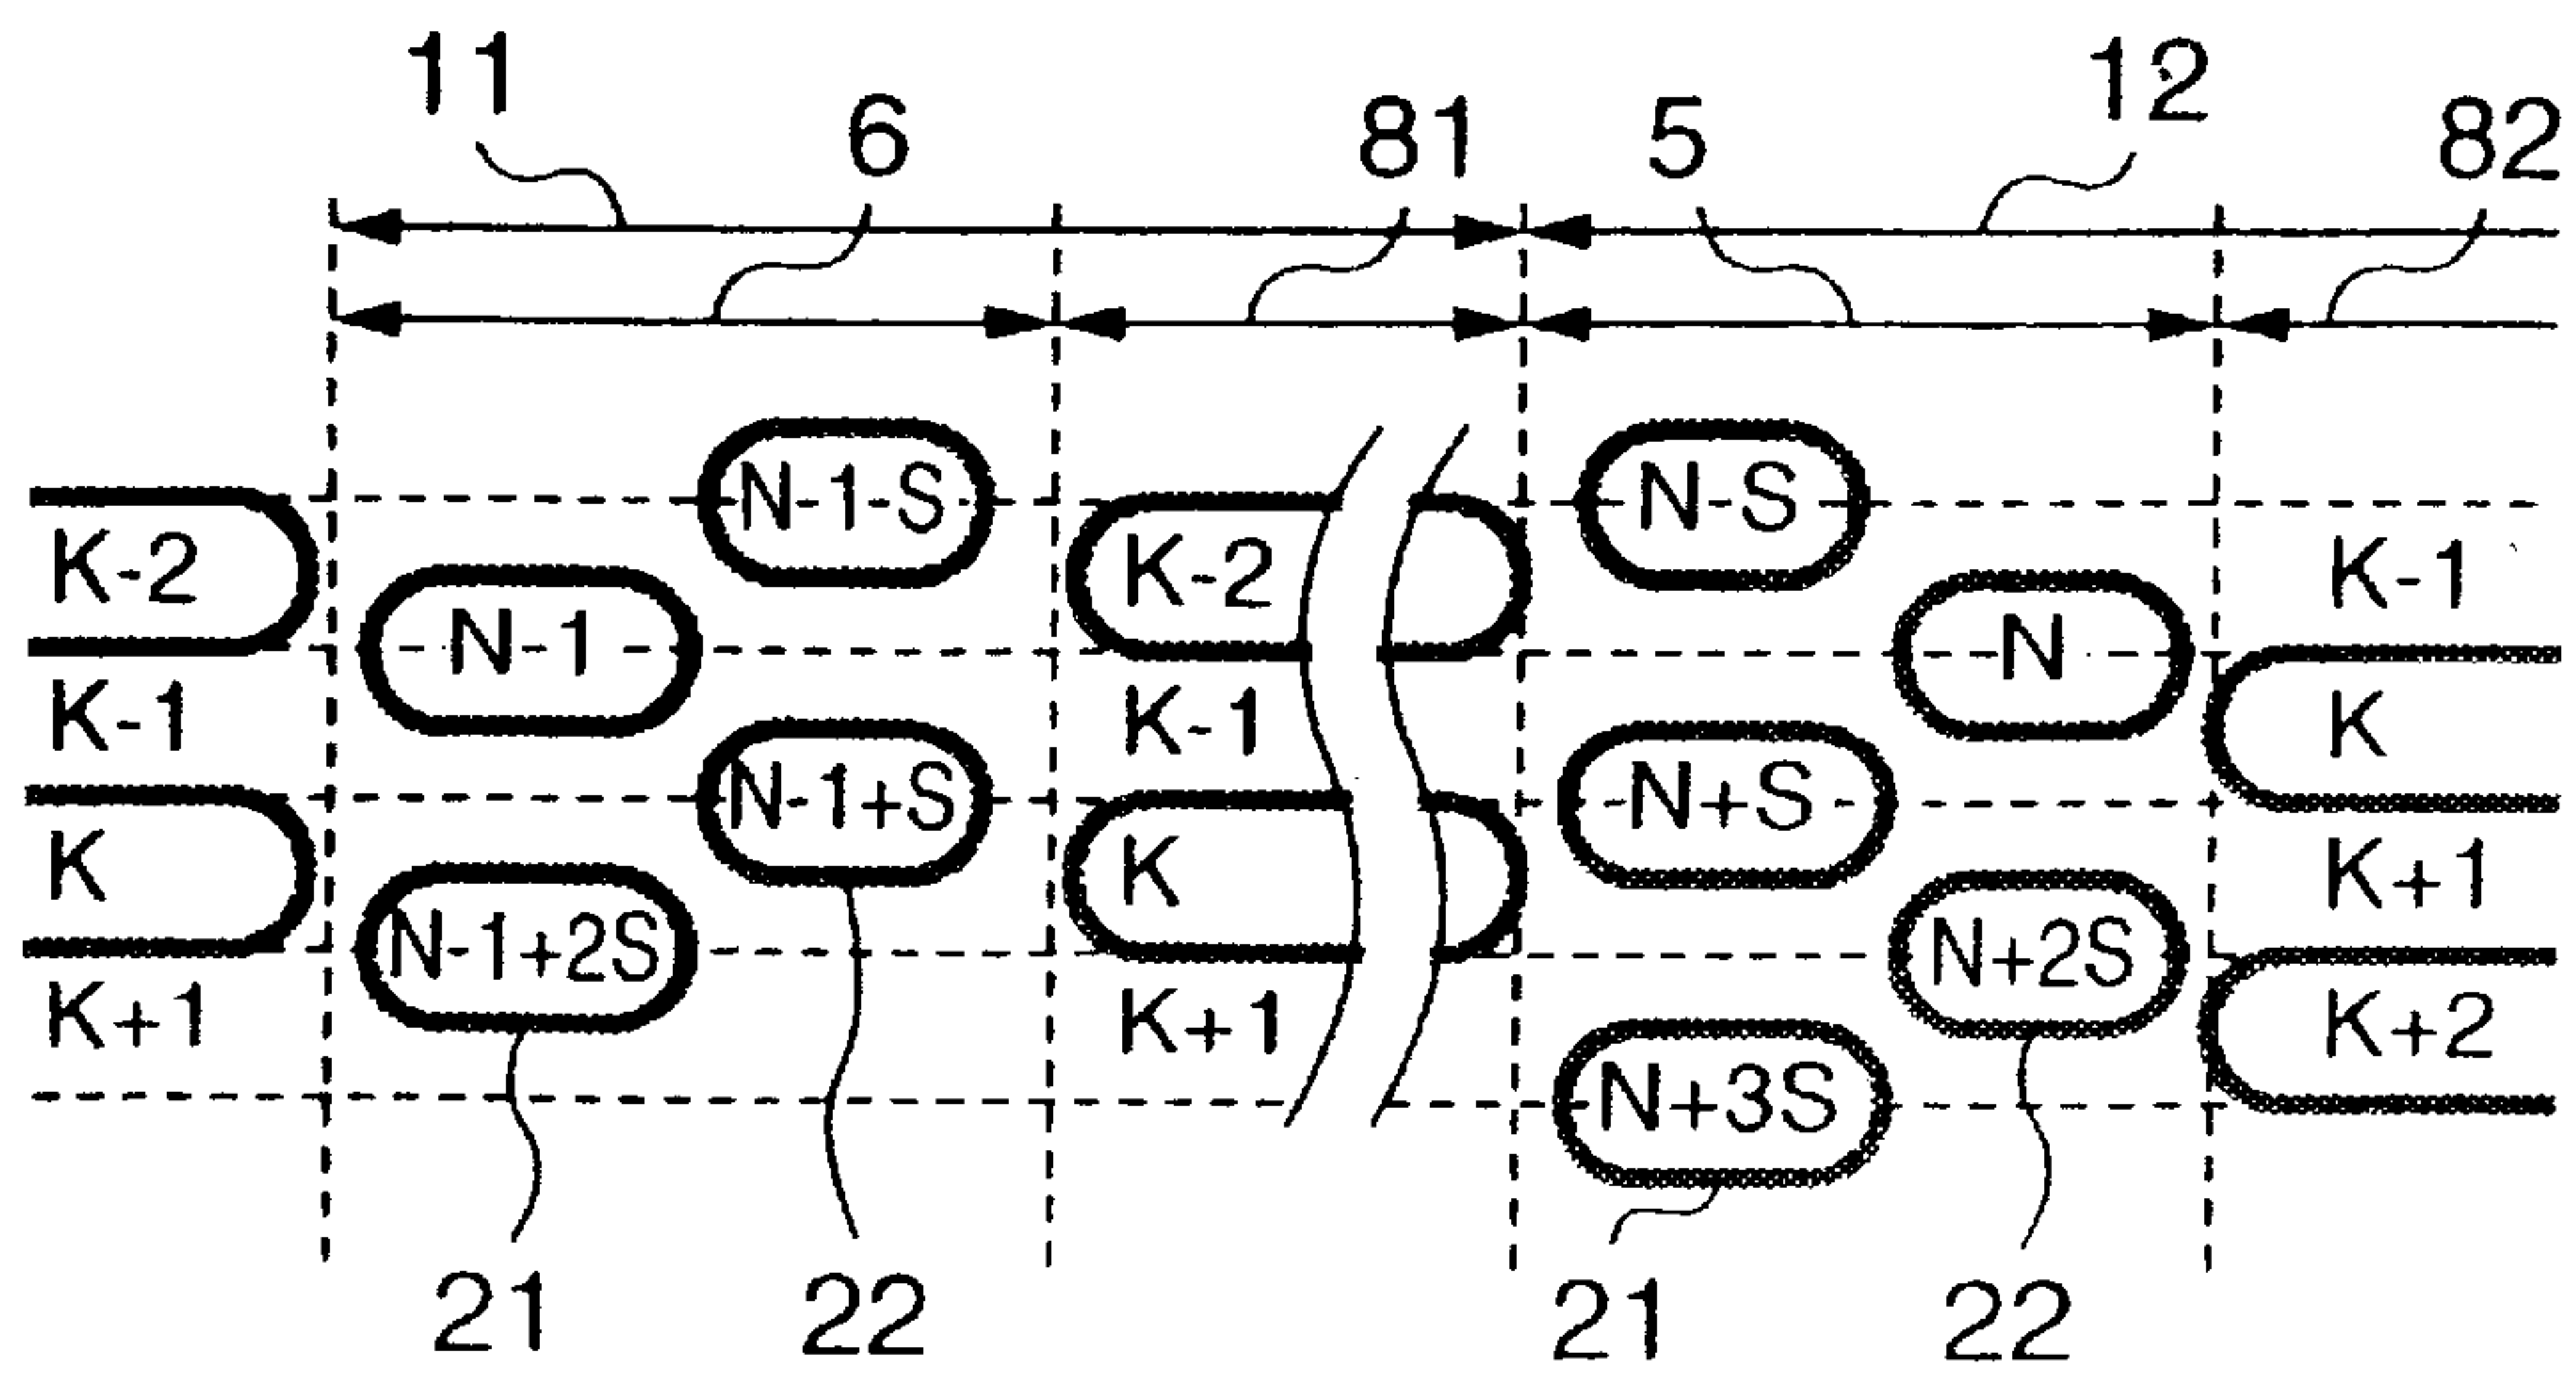 11 12
6 81 5 82
N-1-S N-S
K-2 K-2 K-1
N-1 N
K-1 K-1 K
N-1+S N+S
K K K+1
N-1+2S N+2S
K+1 K+1 K+2
N+3S
21 22 21 22